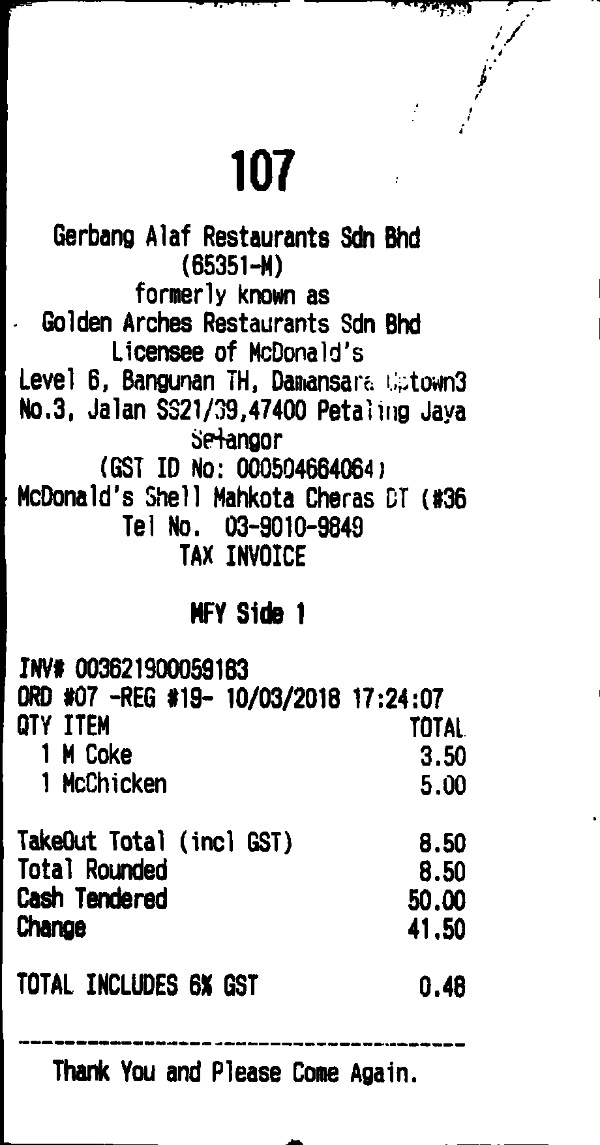 107
Gerbang Alaf Restaurants Sdn Bhd
(65351-M)
formerly known as
Golden Arches Restaurants Sdn Bhd
Licensee of McDonald's
Level 6, Bangunan TH, Damansara Uptown3
No.3, Jalan SS21/39,47400 Petaling Jaya
Selangor
(GST ID No: 000504664064)
McDonald's Shell Mahkota Cheras DT (#36
Tel No. 03-9010-9849
TAX INVOICE
MFY Side 1
INV# 003621900059183
ORD #07 -REG #19- 10/03/2018 17:24:07
QTY ITEM TOTAL
1 M Coke 3.50
1 McChicken 5.00
TakeOut Total (incl GST) 8.50
Total Rounded 8.50
Cash Tendered 50.00
Change 41.50
TOTAL INCLUDES 6% GST 0.48
Thank You and Please Come Again.